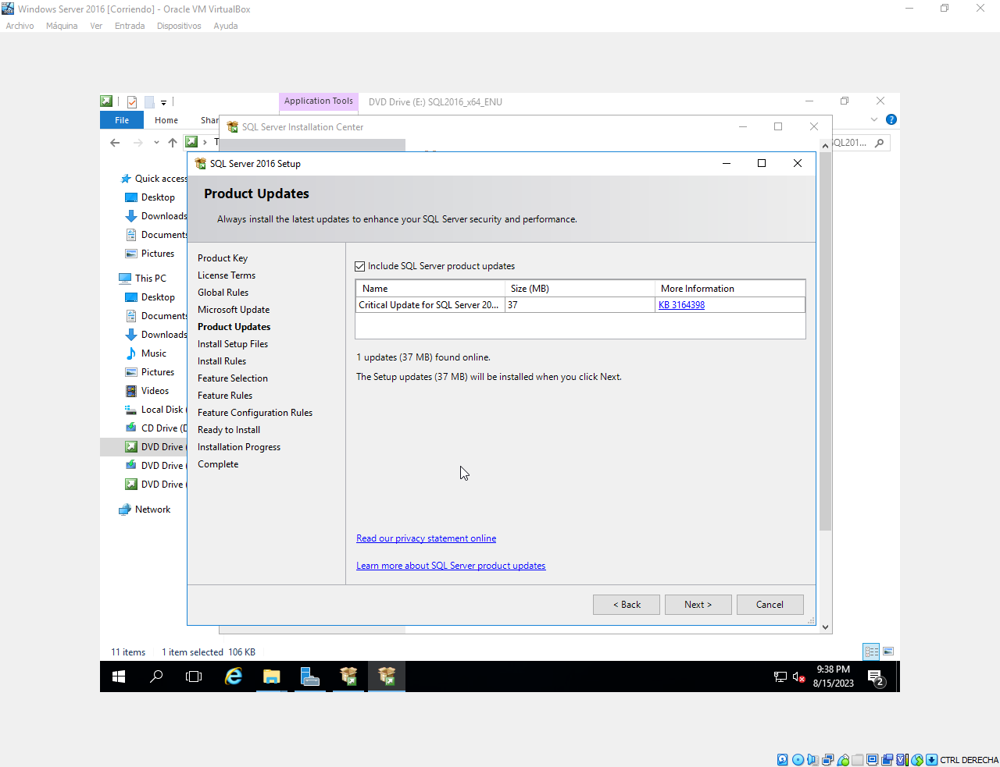 Windows Server 2016 [Corriendo] - Oracle VM VirtualBox
Archivo Máquina Ver Entrada Dispositivos Ayuda
Application Tools DVD Drive (E:) SQL2016_x64_ENU
File Home Shar
SQL Server Installation Center
T
SQL201...
SQL Server 2016 Setup
Product Updates
Always install the latest updates to enhance your SQL Server security and performance.
Quick access
Desktop
Downloads
Documents
Pictures
This PC
Desktop
Documents
Downloads
Music
Pictures
Videos
Local Disk (
CD Drive (D
DVD Drive (
DVD Drive (
DVD Drive (
Network
Product Key
License Terms
Global Rules
Microsoft Update
Product Updates
Install Setup Files
Install Rules
Feature Selection
Feature Rules
Feature Configuration Rules
Ready to Install
Installation Progress
Complete
Include SQL Server product updates
Name Size (MB) More Information
Critical Update for SQL Server 20... 37 KB 3164398
1 updates (37 MB) found online.
The Setup updates (37 MB) will be installed when you click Next.
Read our privacy statement online
Learn more about SQL Server product updates
< Back Next > Cancel
11 items 1 item selected 106 KB
9:38 PM
8/15/2023
2
CTRL DERECHA